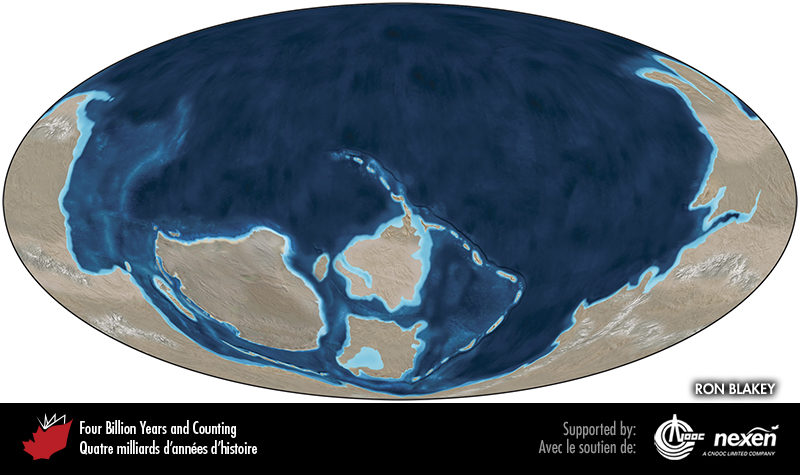 RON BLAKEY
Four Billion Years and Counting
Quatre milliards d'années d'histoire
Supported by:
Avec le soutien de:
CNOOC
nexen
A CNOOC LIMITED COMPANY